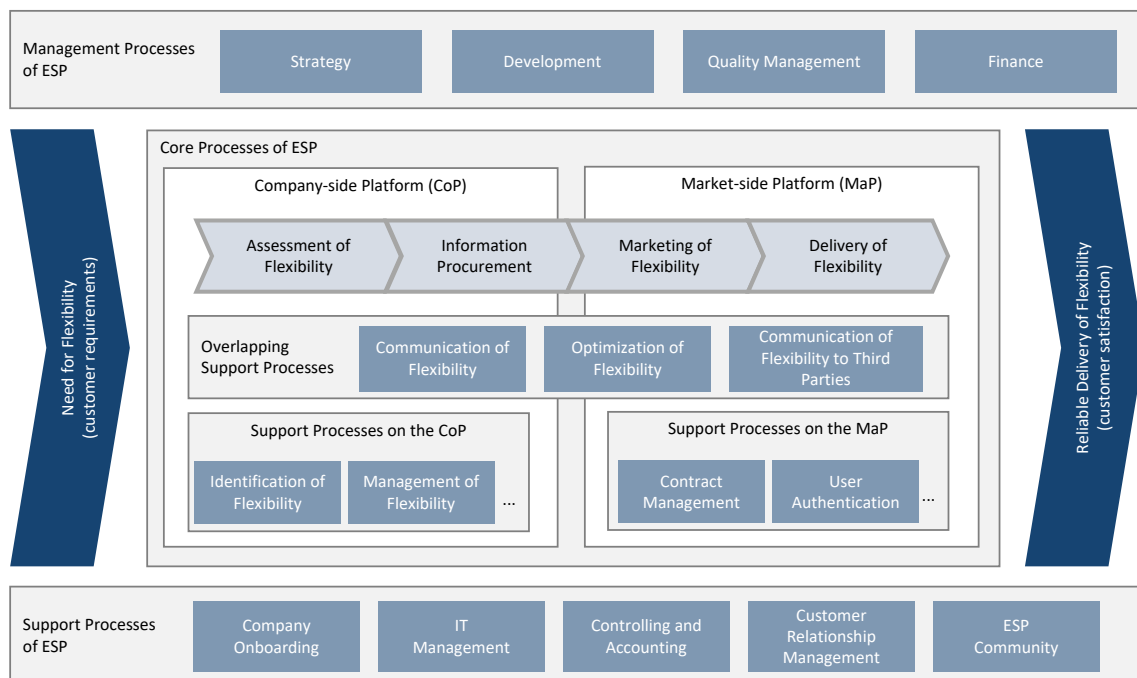 Management Processes
of ESP
Strategy
Development
Quality Management
Finance
Need for Flexibility
(customer requirements)
Core Processes of ESP
Company-side Platform (CoP)
Market-side Platform (MaP)
Assessment of
Flexibility
Information
Procurement
Marketing of
Flexibility
Delivery of
Flexibility
Overlapping
Support Processes
Communication of
Flexibility
Optimization of
Flexibility
Communication of
Flexibility to Third
Parties
Support Processes on the CoP
Identification of
Flexibility
Management of
Flexibility
...
Support Processes on the MaP
Contract
Management
User
Authentication
...
Reliable Delivery of Flexibility
(customer satisfaction)
Support Processes
of ESP
Company
Onboarding
IT
Management
Controlling and
Accounting
Customer
Relationship
Management
ESP
Community